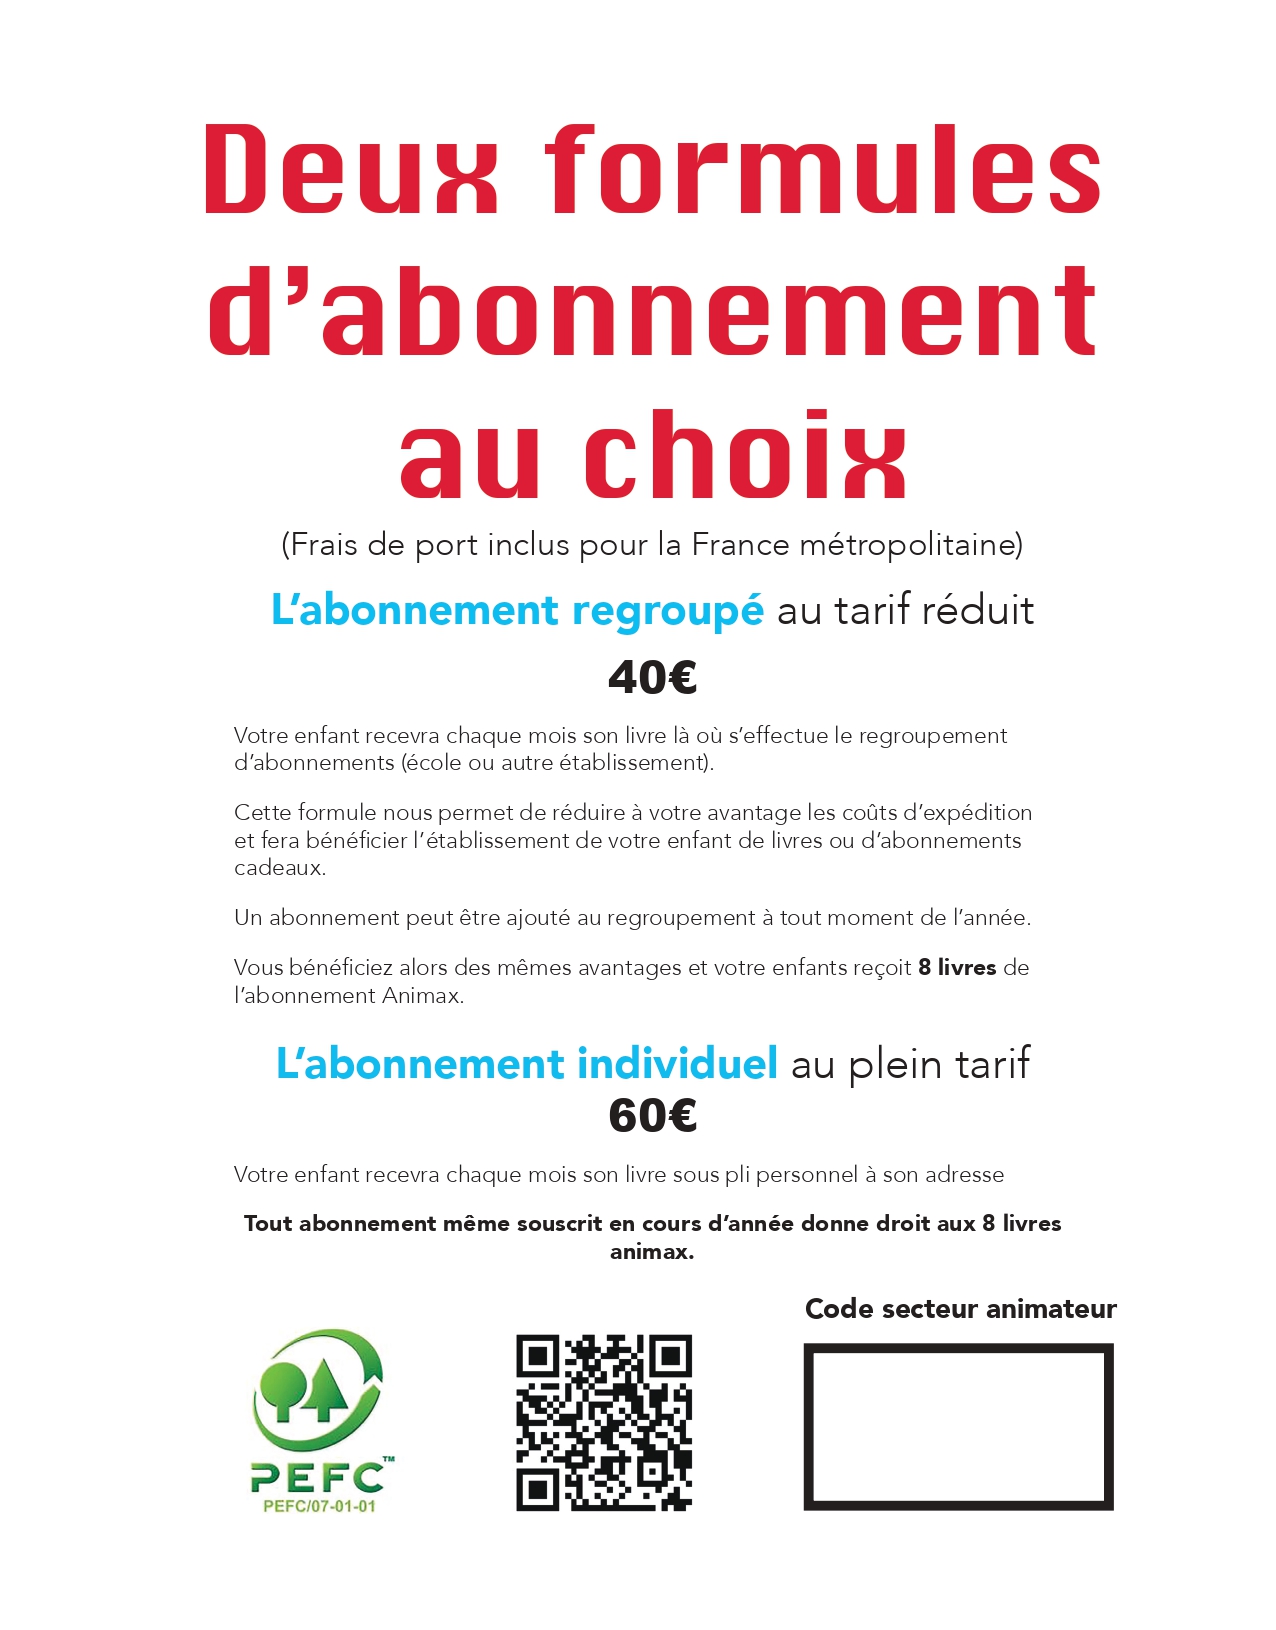 Deux formules
d’abonnement
au choix
(Frais de port inclus pour la France métropolitaine)
L’abonnement regroupé au tarif réduit
40€
Votre enfant recevra chaque mois son livre là où s’effectue le regroupement
d’abonnements (école ou autre établissement).
Cette formule nous permet de réduire à votre avantage les coûts d’expédition
et fera bénéficier l’établissement de votre enfant de livres ou d’abonnements
cadeaux.
Un abonnement peut être ajouté au regroupement à tout moment de l’année.
Vous bénéficiez alors des mêmes avantages et votre enfants reçoit 8 livres de
l’abonnement Animax.
L’abonnement individuel au plein tarif
60€
Votre enfant recevra chaque mois son livre sous pli personnel à son adresse
Tout abonnement même souscrit en cours d’année donne droit aux 8 livres
animax.
Code secteur animateur
PEFC™
PEFC/07-01-01